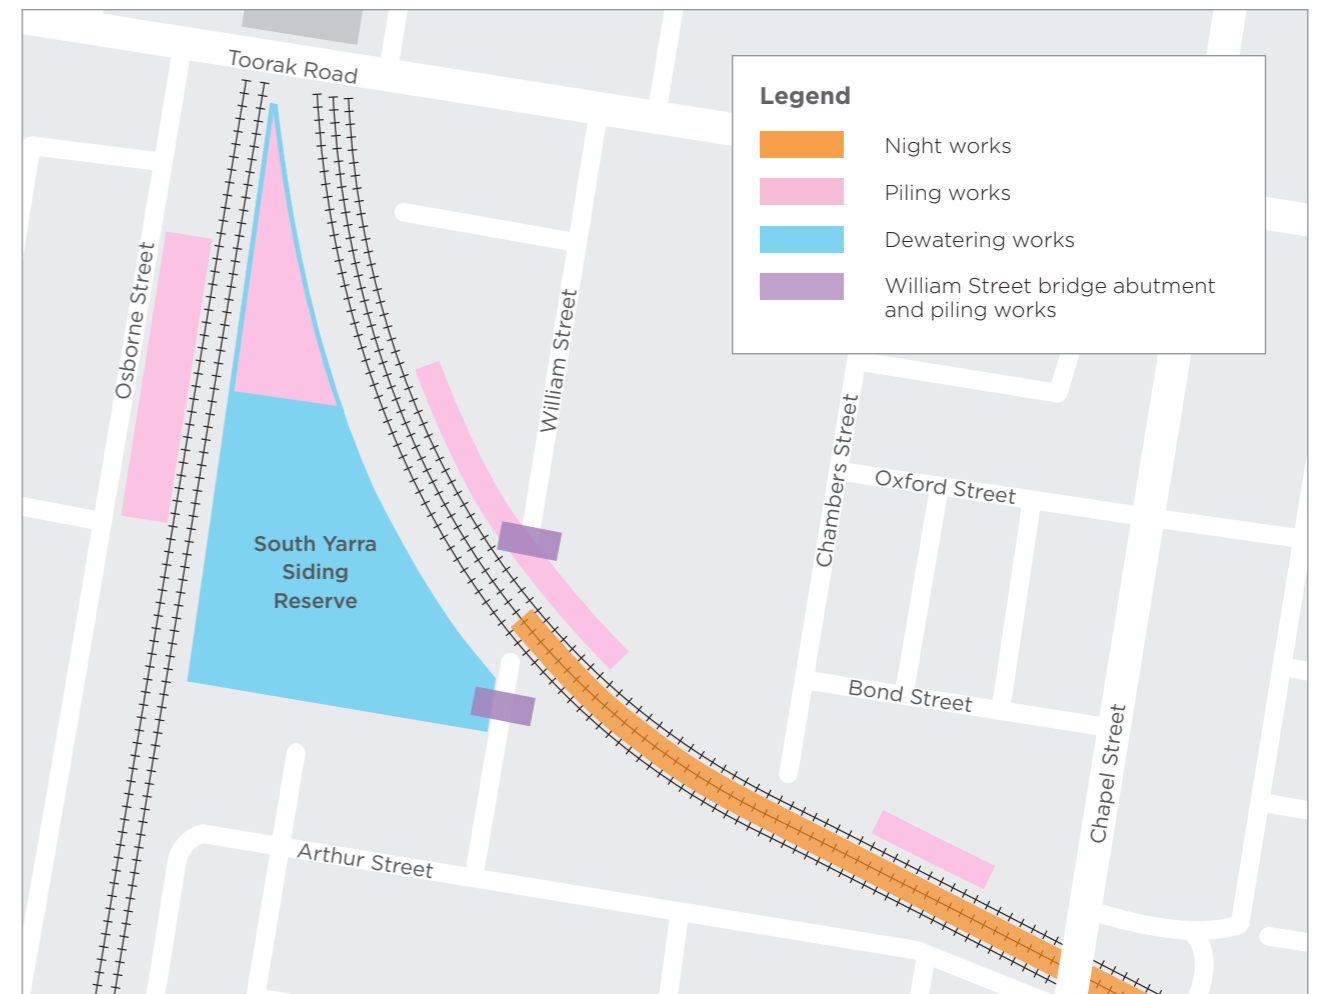 Toorak Road
Legend
Night works
Piling works
Dewatering works
William Street bridge abutment
and piling works
Osborne Street
William Street
Chambers Street
Oxford Street
South Yarra
Siding
Reserve
Bond Street
Chapel Street
Arthur Street